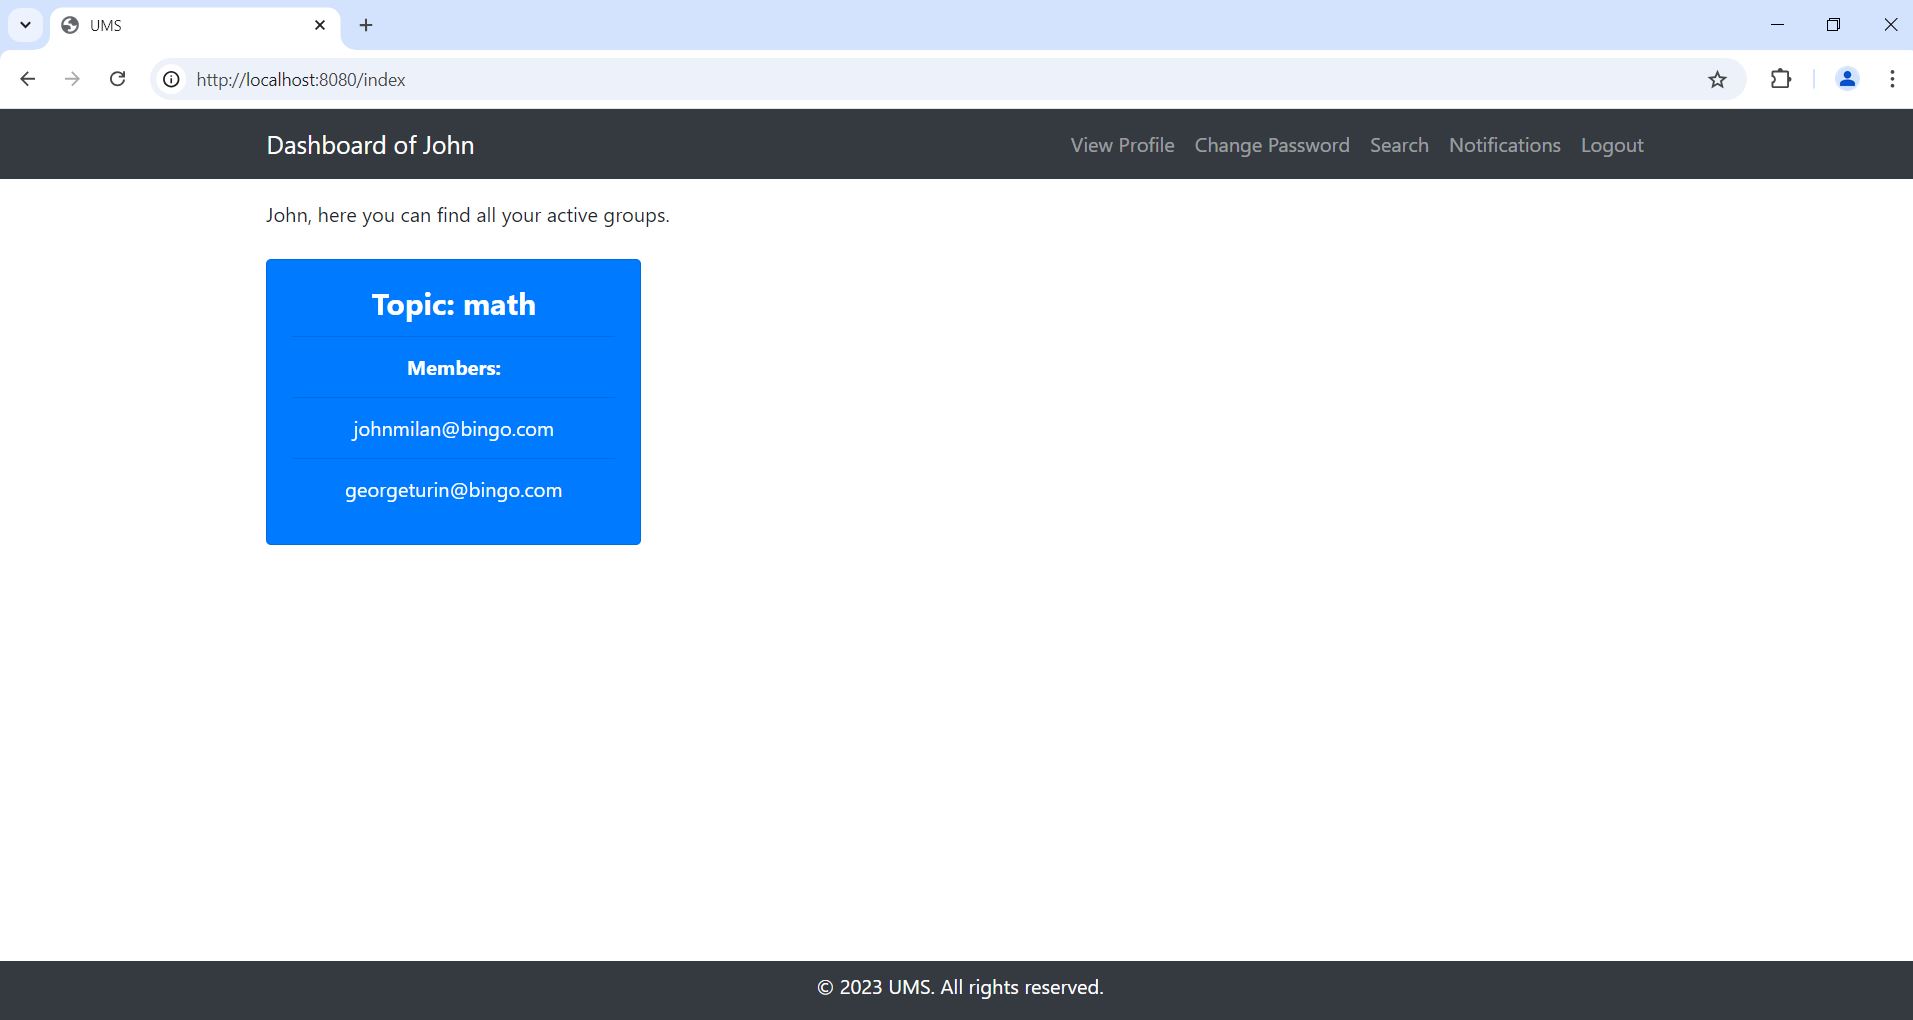 UMS
http://localhost:8080/index
Dashboard of John
View Profile Change Password Search Notifications Logout
John, here you can find all your active groups.
Topic: math
Members:
johnmilan@bingo.com
georgeturin@bingo.com
© 2023 UMS. All rights reserved.